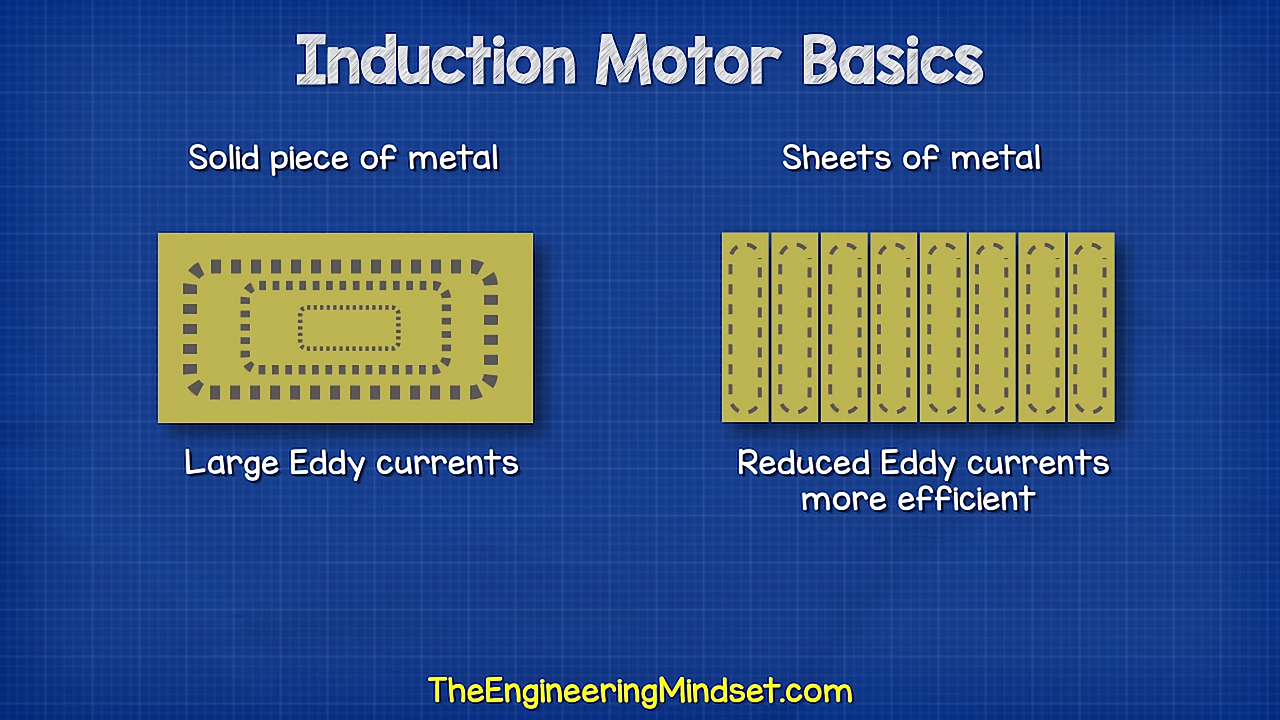 Induction Motor Basics
Solid piece of metal
Sheets of metal
Large Eddy currents
Reduced Eddy currents
more efficient
TheEngineeringMindset.com